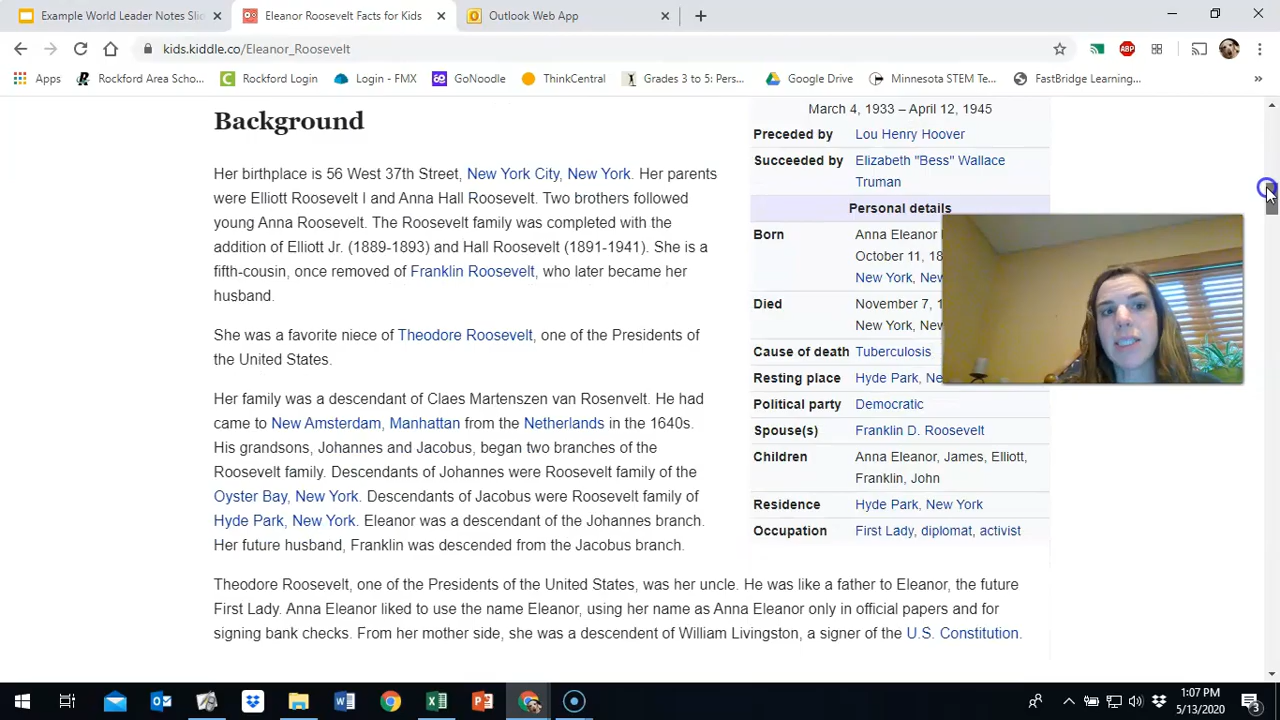 Example World Leader Notes Slid
Eleanor Roosevelt Facts for Kids
Outlook Web App
kids.kiddle.co/Eleanor_Roosevelt
ABP
Apps
Rockford Area Scho...
Rockford Login
Login - FMX
GoNoodle
ThinkCentral
Grades 3 to 5: Pers...
Google Drive
Minnesota STEM Te...
FastBridge Learning...
Background
Her birthplace is 56 West 37th Street, New York City, New York. Her parents
were Elliott Roosevelt I and Anna Hall Roosevelt. Two brothers followed
young Anna Roosevelt. The Roosevelt family was completed with the
addition of Elliott Jr. (1889-1893) and Hall Roosevelt (1891-1941). She is a
fifth-cousin, once removed of Franklin Roosevelt, who later became her
husband.
She was a favorite niece of Theodore Roosevelt, one of the Presidents of
the United States.
Her family was a descendant of Claes Martenszen van Rosenvelt. He had
came to New Amsterdam, Manhattan from the Netherlands in the 1640s.
His grandsons, Johannes and Jacobus, began two branches of the
Roosevelt family. Descendants of Johannes were Roosevelt family of the
Oyster Bay, New York. Descendants of Jacobus were Roosevelt family of
Hyde Park, New York. Eleanor was a descendant of the Johannes branch.
Her future husband, Franklin was descended from the Jacobus branch.
Theodore Roosevelt, one of the Presidents of the United States, was her uncle. He was like a father to Eleanor, the future
First Lady. Anna Eleanor liked to use the name Eleanor, using her name as Anna Eleanor only in official papers and for
signing bank checks. From her mother side, she was a descendent of William Livingston, a signer of the U.S. Constitution.
March 4, 1933 – April 12, 1945
Preceded by Lou Henry Hoover
Succeeded by Elizabeth "Bess" Wallace
Truman
Personal details
Born Anna Eleanor
October 11, 18
New York, New
Died November 7, 1
New York, New
Cause of death Tuberculosis
Resting place Hyde Park, Ne
Political party Democratic
Spouse(s) Franklin D. Roosevelt
Children Anna Eleanor, James, Elliott,
Franklin, John
Residence Hyde Park, New York
Occupation First Lady, diplomat, activist
1:07 PM
5/13/2020
3